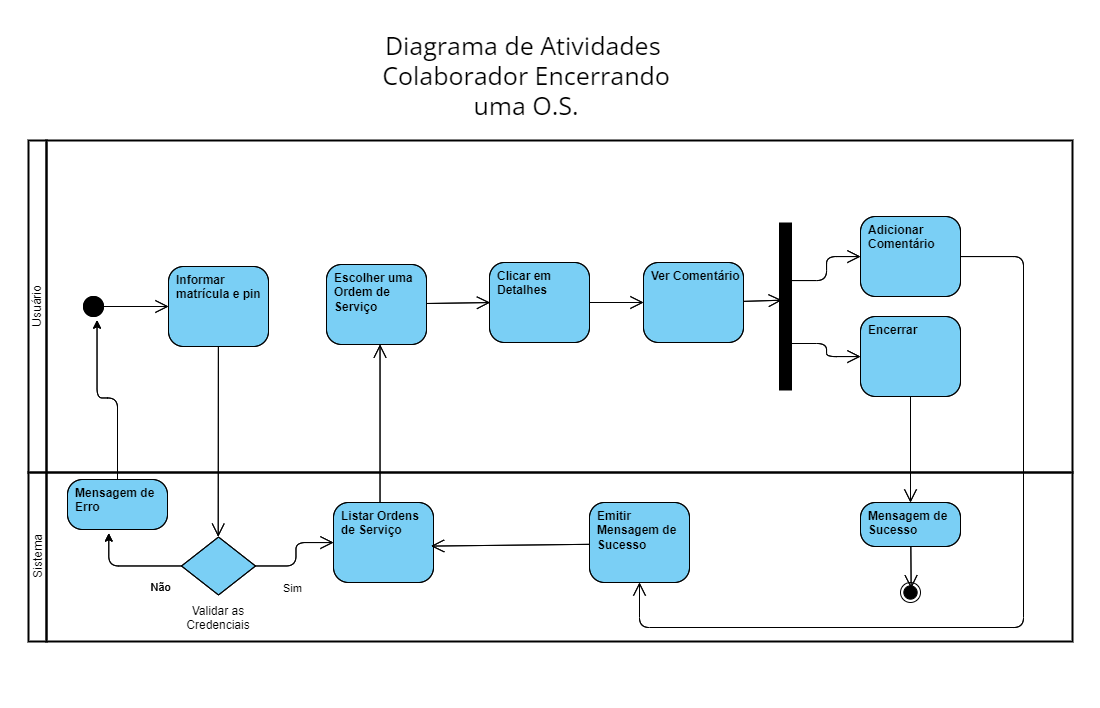 Diagrama de Atividades
Colaborador Encerrando
uma O.S.
Usuário
Informar
matrícula e pin
Escolher uma
Ordem de
Serviço
Clicar em
Detalhes
Ver Comentário
Adicionar
Comentário
Encerrar
Sistema
Mensagem de
Erro
Não
Validar as
Credenciais
Sim
Listar Ordens
de Serviço
Emitir
Mensagem de
Sucesso
Mensagem de
Sucesso